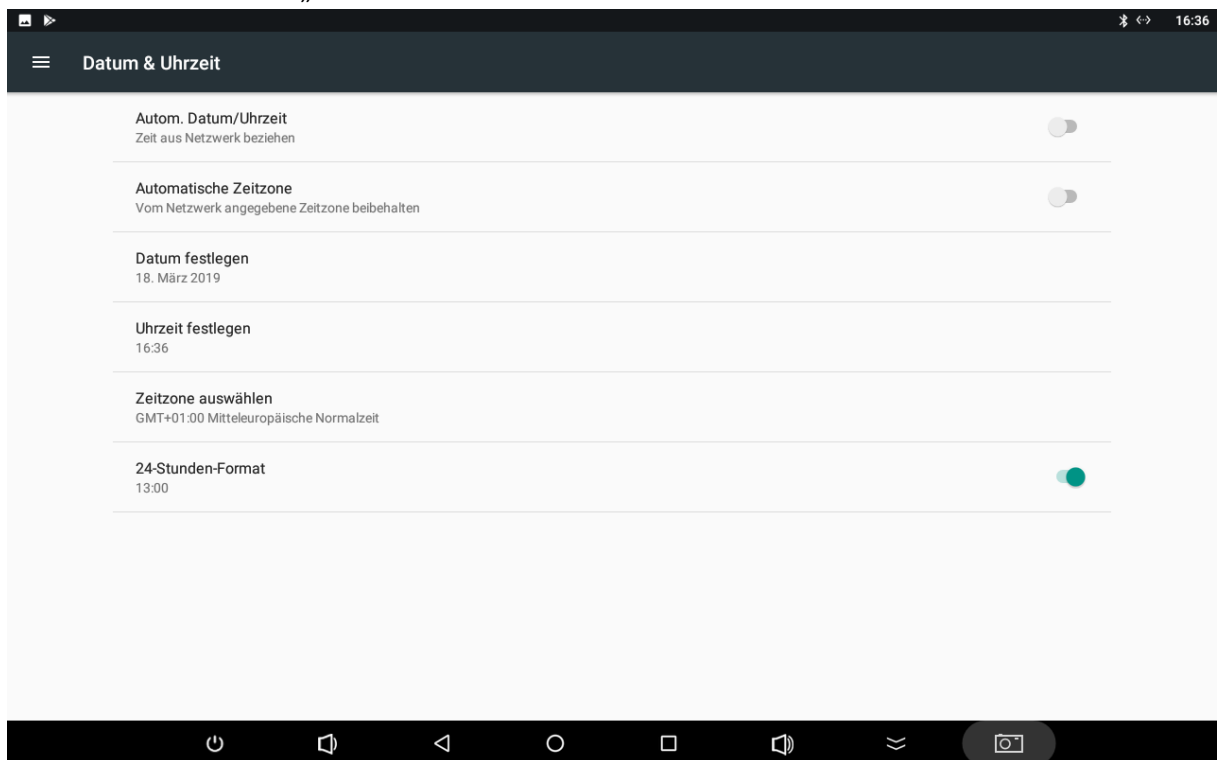 16:36
Datum & Uhrzeit
Autom. Datum/Uhrzeit
Zeit aus Netzwerk beziehen
Automatische Zeitzone
Vom Netzwerk angegebene Zeitzone beibehalten
Datum festlegen
18. März 2019
Uhrzeit festlegen
16:36
Zeitzone auswählen
GMT+01:00 Mitteleuropäische Normalzeit
24-Stunden-Format
13:00